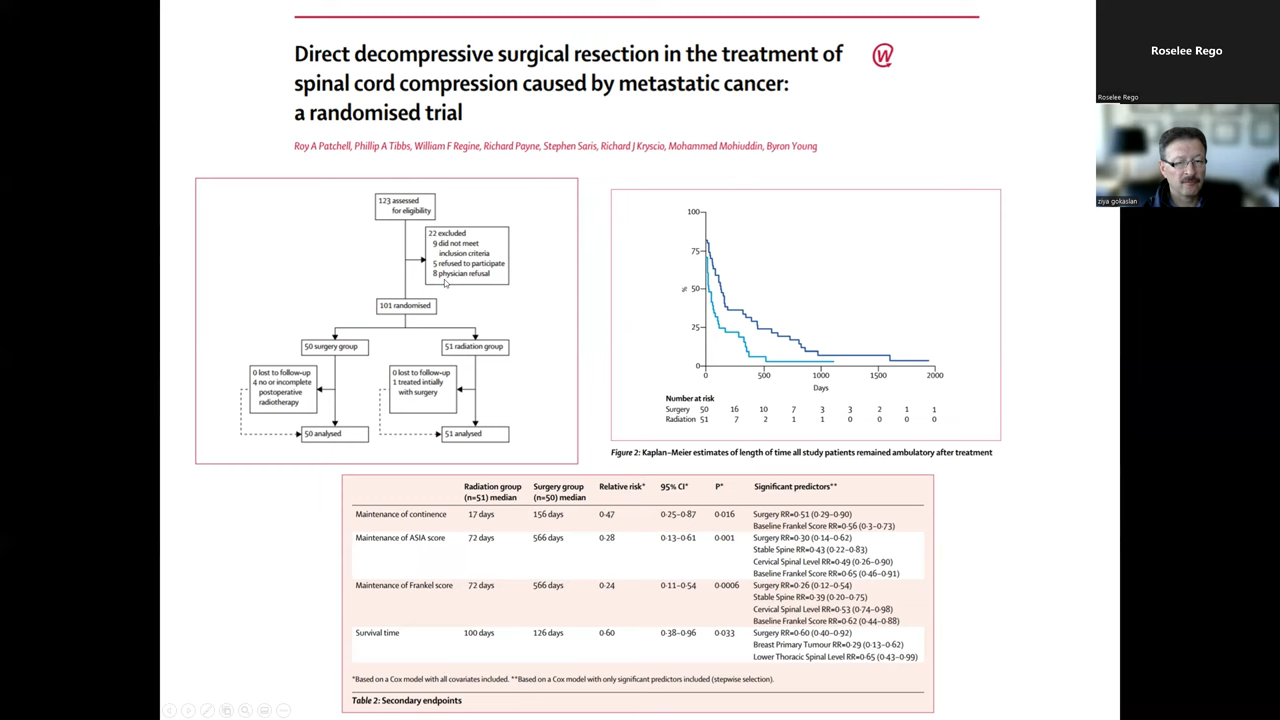 Direct decompressive surgical resection in the treatment of
spinal cord compression caused by metastatic cancer:
a randomised trial
W
Roy A Patchell, Phillip A Tibbs, William F Regine, Richard Payne, Stephen Saris, Richard J Kryscio, Mohammed Mohiuddin, Byron Young
123 assessed
for eligibility
22 excluded
9 did not meet
inclusion criteria
5 refused to participate
8 physician refusal
101 randomised
50 surgery group
51 radiation group
0 lost to follow-up
4 no or incomplete
postoperative
radiotherapy
0 lost to follow-up
1 treated intially
with surgery
50 analysed
51 analysed
100
75
%
50
25
0
0 500 1000 1500 2000
Days
Number at risk
Surgery 50 16 10 7 3 3 2 1 1
Radiation 51 7 2 1 1 0 0 0 0
Figure 2: Kaplan–Meier estimates of length of time all study patients remained ambulatory after treatment
Radiation group Surgery group Relative risk* 95% CI* P* Significant predictors**
(n=51) median (n=50) median
Maintenance of continence 17 days 156 days 0·47 0·25–0·87 0·016 Surgery RR=0·51 (0·29–0·90)
Baseline Frankel Score RR=0·56 (0·3–0·73)
Maintenance of ASIA score 72 days 566 days 0·28 0·13–0·61 0·001 Surgery RR=0·30 (0·14–0·62)
Stable Spine RR=0·43 (0·22–0·83)
Cervical Spinal Level RR=0·49 (0·26–0·90)
Baseline Frankel Score RR=0·65 (0·46–0·91)
Maintenance of Frankel score 72 days 566 days 0·24 0·11–0·54 0·0006 Surgery RR=0·26 (0·12–0·54)
Stable Spine RR=0·39 (0·20–0·75)
Cervical Spinal Level RR=0·53 (0·74–0·98)
Baseline Frankel Score RR=0·62 (0·44–0·88)
Survival time 100 days 126 days 0·60 0·38–0·96 0·033 Surgery RR=0·60 (0·40–0·92)
Breast Primary Tumour RR=0·29 (0·13–0·62)
Lower Thoracic Spinal Level RR=0·65 (0·43–0·99)
*Based on a Cox model with all covariates included. **Based on a Cox model with only significant predictors included (stepwise selection).
Table 2: Secondary endpoints
Roselee Rego
Roselee Rego
ziya gokaslan